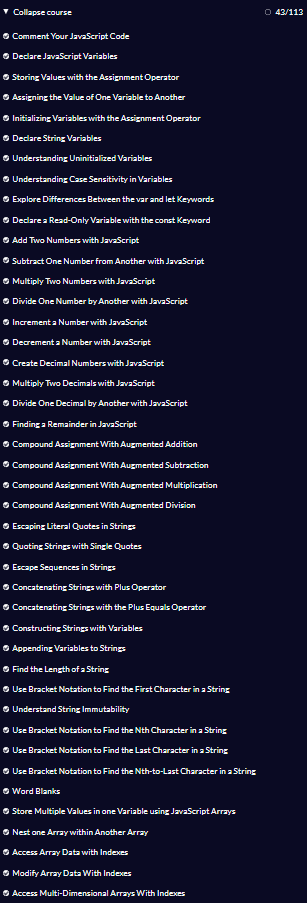 Collapse course 43/113
Comment Your JavaScript Code
Declare JavaScript Variables
Storing Values with the Assignment Operator
Assigning the Value of One Variable to Another
Initializing Variables with the Assignment Operator
Declare String Variables
Understanding Uninitialized Variables
Understanding Case Sensitivity in Variables
Explore Differences Between the var and let Keywords
Declare a Read-Only Variable with the const Keyword
Add Two Numbers with JavaScript
Subtract One Number from Another with JavaScript
Multiply Two Numbers with JavaScript
Divide One Number by Another with JavaScript
Increment a Number with JavaScript
Decrement a Number with JavaScript
Create Decimal Numbers with JavaScript
Multiply Two Decimals with JavaScript
Divide One Decimal by Another with JavaScript
Finding a Remainder in JavaScript
Compound Assignment With Augmented Addition
Compound Assignment With Augmented Subtraction
Compound Assignment With Augmented Multiplication
Compound Assignment With Augmented Division
Escaping Literal Quotes in Strings
Quoting Strings with Single Quotes
Escape Sequences in Strings
Concatenating Strings with Plus Operator
Concatenating Strings with the Plus Equals Operator
Constructing Strings with Variables
Appending Variables to Strings
Find the Length of a String
Use Bracket Notation to Find the First Character in a String
Understand String Immutability
Use Bracket Notation to Find the Nth Character in a String
Use Bracket Notation to Find the Last Character in a String
Use Bracket Notation to Find the Nth-to-Last Character in a String
Word Blanks
Store Multiple Values in one Variable using JavaScript Arrays
Nest one Array within Another Array
Access Array Data with Indexes
Modify Array Data With Indexes
Access Multi-Dimensional Arrays With Indexes